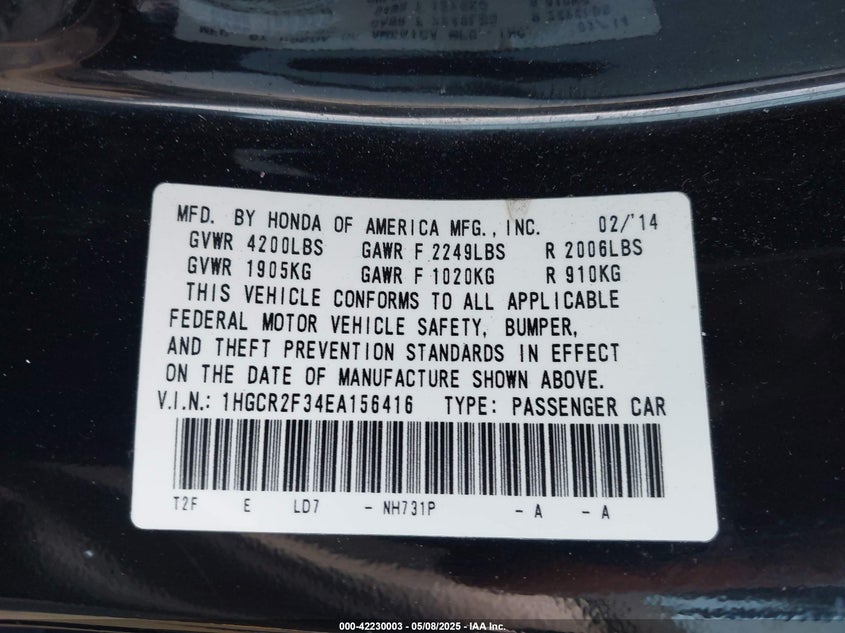 MFD. BY HONDA OF AMERICA MFG., INC. 02/'14
GVWR 4200LBS GAWR F 2249LBS R 2006LBS
GVWR 1905KG GAWR F 1020KG R 910KG
THIS VEHICLE CONFORMS TO ALL APPLICABLE
FEDERAL MOTOR VEHICLE SAFETY, BUMPER,
AND THEFT PREVENTION STANDARDS IN EFFECT
ON THE DATE OF MANUFACTURE SHOWN ABOVE.
V.I.N.: 1HGCR2F34EA156416 TYPE: PASSENGER CAR
T2F E LD7 - NH731P - A - A
000-42230003 - 05/08/2025 - IAA Inc.